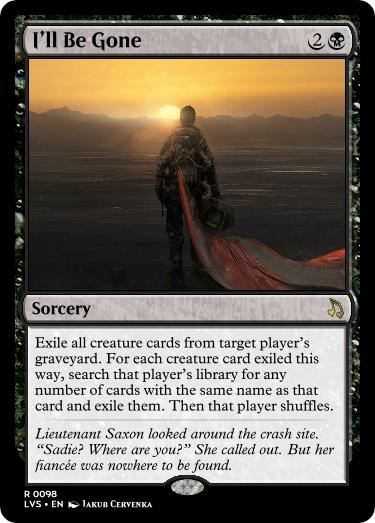 I'll Be Gone 2
Sorcery
Exile all creature cards from target player's
graveyard. For each creature card exiled this
way, search that player's library for any
number of cards with the same name as that
card and exile them. Then that player shuffles.
Lieutenant Saxon looked around the crash site.
"Sadie? Where are you?" She called out. But her
fiancée was nowhere to be found.
R 0098
LVS • EN Jakub Cervenka